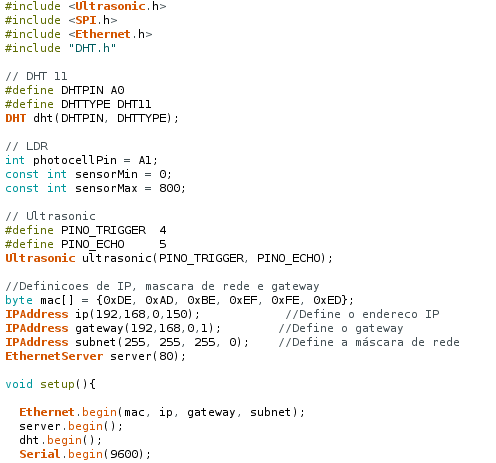 #include <Ultrasonic.h>
#include <SPI.h>
#include <Ethernet.h>
#include "DHT.h"
// DHT 11
#define DHTPIN A0
#define DHTTYPE DHT11
DHT dht(DHTPIN, DHTTYPE);
// LDR
int photocellPin = A1;
const int sensorMin = 0;
const int sensorMax = 800;
// Ultrasonic
#define PINO_TRIGGER  4
#define PINO_ECHO     5
Ultrasonic ultrasonic(PINO_TRIGGER, PINO_ECHO);
//Definicoes de IP, mascara de rede e gateway
byte mac[] = {0xDE, 0xAD, 0xBE, 0xEF, 0xFE, 0xED};
IPAddress ip(192,168,0,150);            //Define o endereco IP
IPAddress gateway(192,168,0,1);        //Define o gateway
IPAddress subnet(255, 255, 255, 0);    //Define a máscara de rede
EthernetServer server(80);
void setup(){
  Ethernet.begin(mac, ip, gateway, subnet);
  server.begin();
  dht.begin();
  Serial.begin(9600);